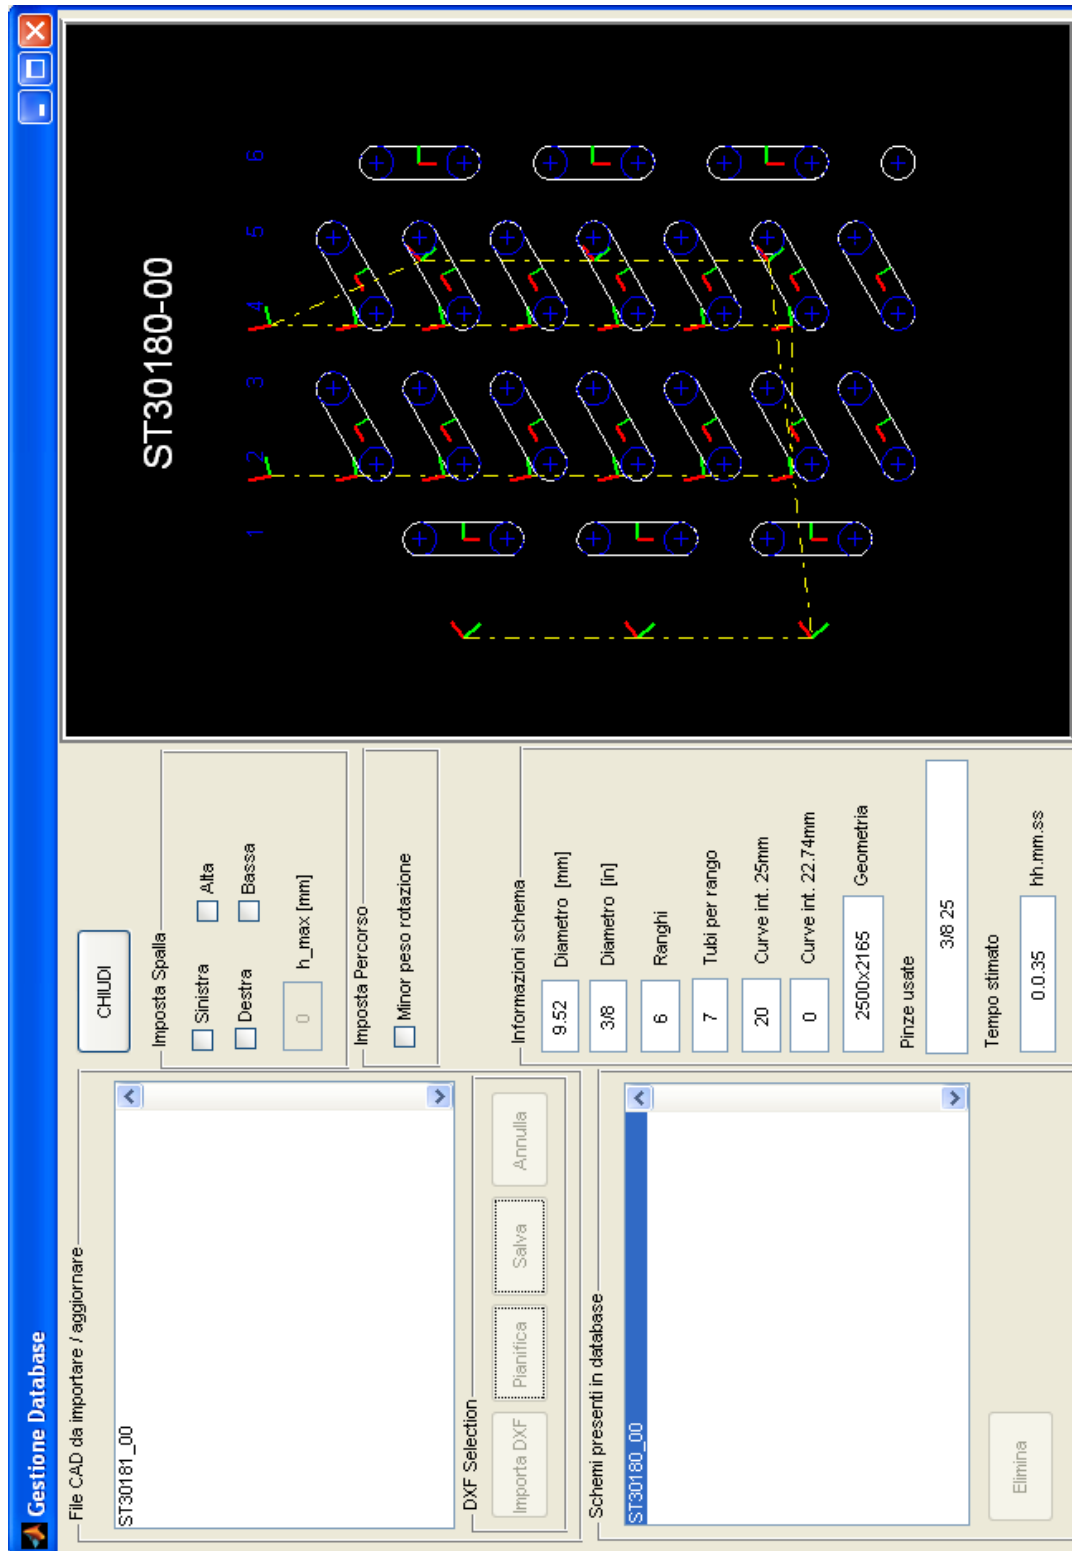 Gestione Database
File CAD da importare / aggiornare
ST30181_00
DXF Selection
Importa DXF
Pianifica
Salva
Annulla
Schemi presenti in database
ST30180_00
Elimina
CHIUDI
Imposta Spalla
Sinistra
Alta
Destra
Bassa
0 h_max [mm]
Imposta Percorso
Minor peso rotazione
Informazioni schema
9.52 Diametro [mm]
3/8 Diametro [in]
6 Ranghi
7 Tubi per rango
20 Curve int. 25mm
0 Curve int. 22.74mm
2500x2165 Geometria
Pinze usate
3/8 25
Tempo stimato
0.0.35 hh.mm.ss
ST30180-00
1 2 3 4 5 6